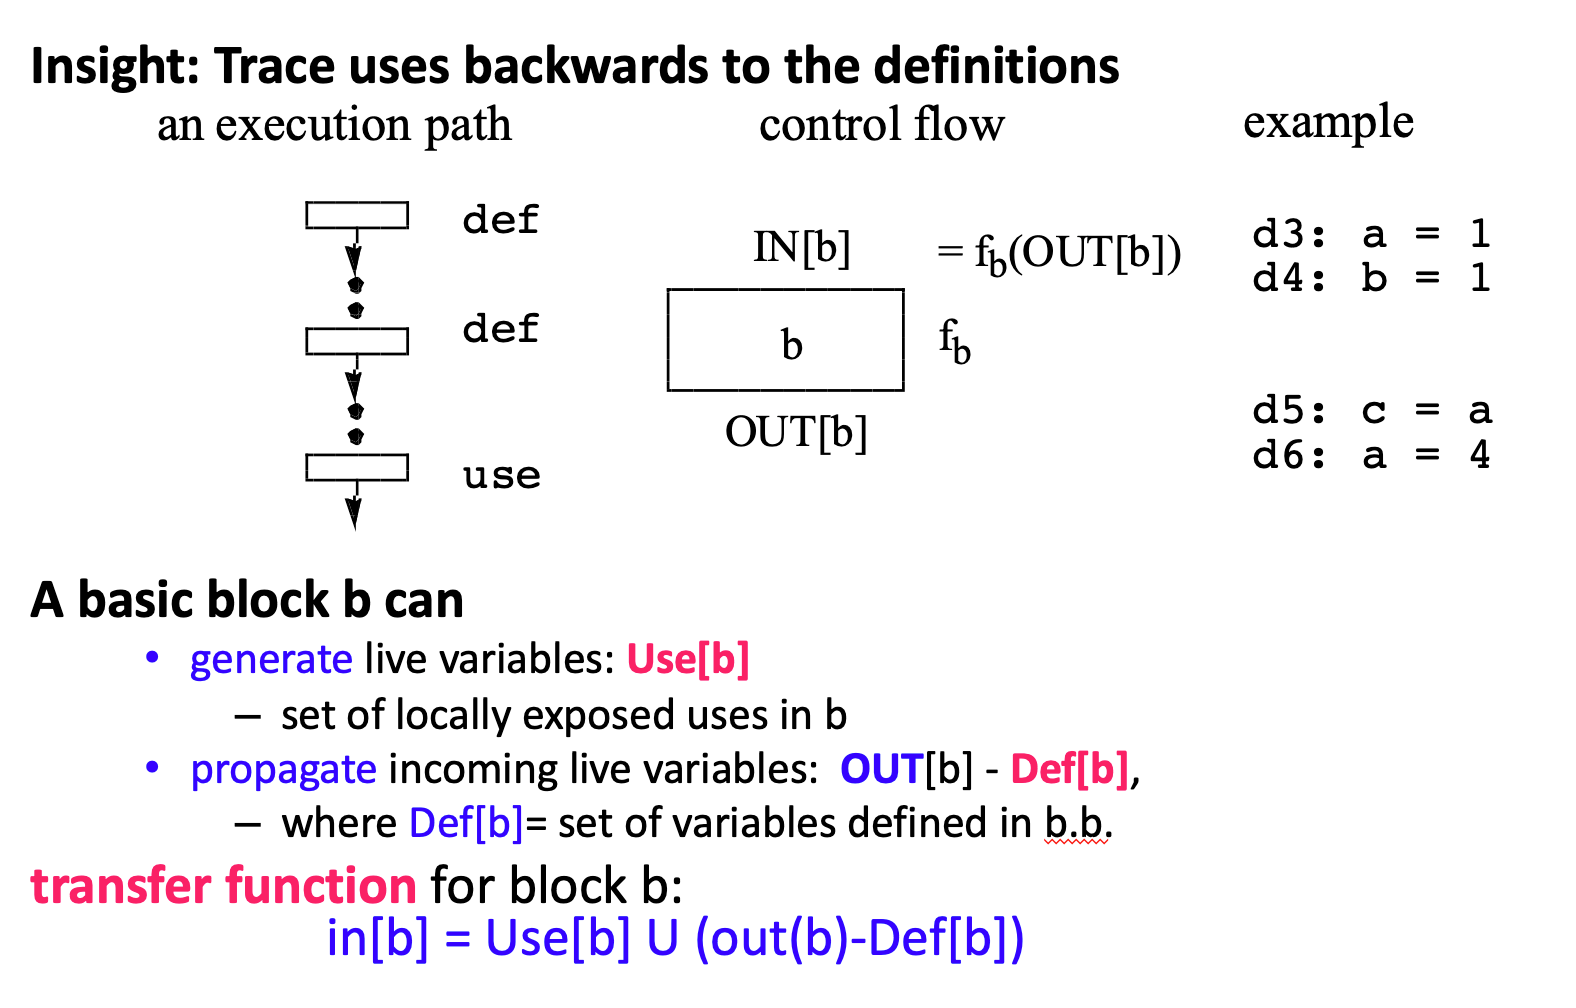 Insight: Trace uses backwards to the definitions
an execution path
control flow
example
def
def
use
IN[b] = fb(OUT[b])
b
fb
OUT[b]
d3: a = 1
d4: b = 1
d5: c = a
d6: a = 4
A basic block b can
• generate live variables: Use[b]
– set of locally exposed uses in b
• propagate incoming live variables: OUT[b] - Def[b],
– where Def[b]= set of variables defined in b.b.
transfer function for block b:
in[b] = Use[b] U (out(b)-Def[b])